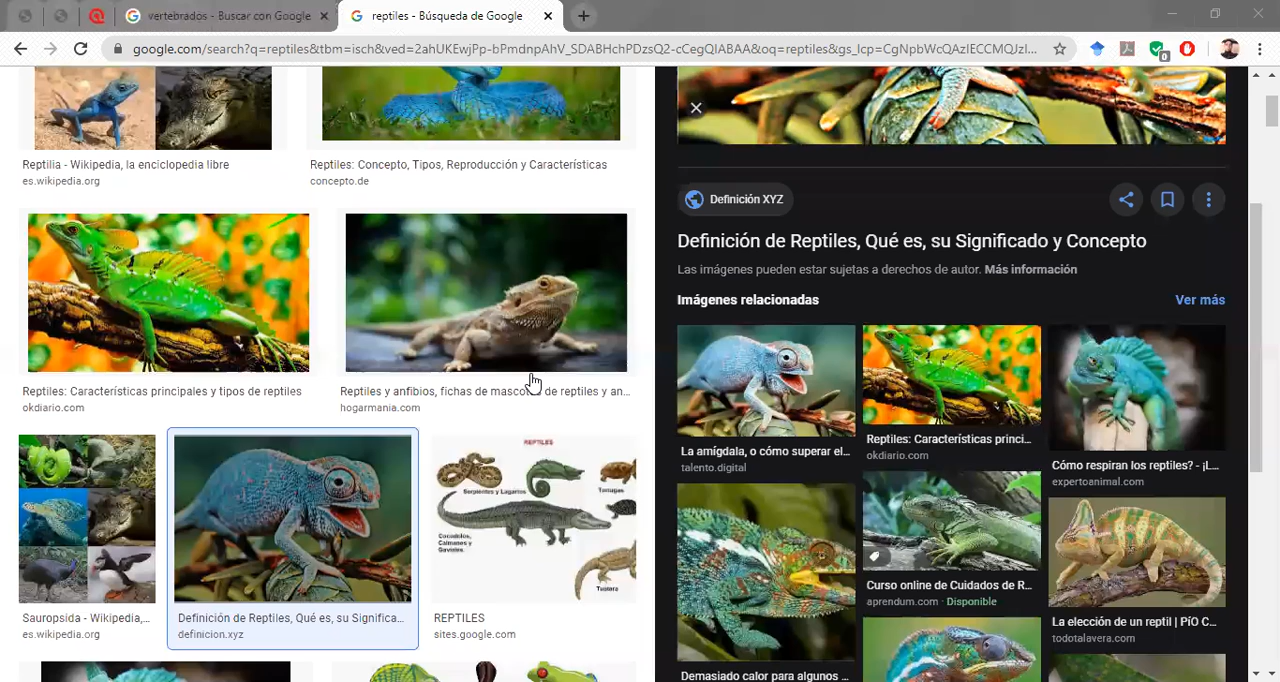 vertebrados - Buscar con Google
reptiles - Búsqueda de Google
google.com/search?q=reptiles&tbm=isch&ved=2ahUKEwjPp-bPmdnpAhV_SDABHchPDzsQ2-cCegQIABAA&oq=reptiles&gs_lcp=CgNpbWcQAzIECCMQJzI...
0
Reptilia - Wikipedia, la enciclopedia libre
es.wikipedia.org
Reptiles: Concepto, Tipos, Reproducción y Características
concepto.de
Reptiles: Características principales y tipos de reptiles
okdiario.com
Reptiles y anfibios, fichas de mascotas de reptiles y an...
hogarmania.com
Sauropsida - Wikipedia,...
es.wikipedia.org
Definición de Reptiles, Qué es, su Significa...
definicion.xyz
REPTILES
Serpientes y Lagartos
Tortugas
Cocodrilos,
Caimanes y
Gaviales.
Tuatara
REPTILES
sites.google.com
Definición XYZ
Definición de Reptiles, Qué es, su Significado y Concepto
Las imágenes pueden estar sujetas a derechos de autor. Más información
Imágenes relacionadas
Ver más
La amígdala, o cómo superar el...
talento.digital
Reptiles: Características princi...
okdiario.com
Cómo respiran los reptiles? - ¡L...
expertoanimal.com
Curso online de Cuidados de R...
aprendum.com · Disponible
La elección de un reptil | PíO C...
todotalavera.com
Demasiado calor para algunos ...